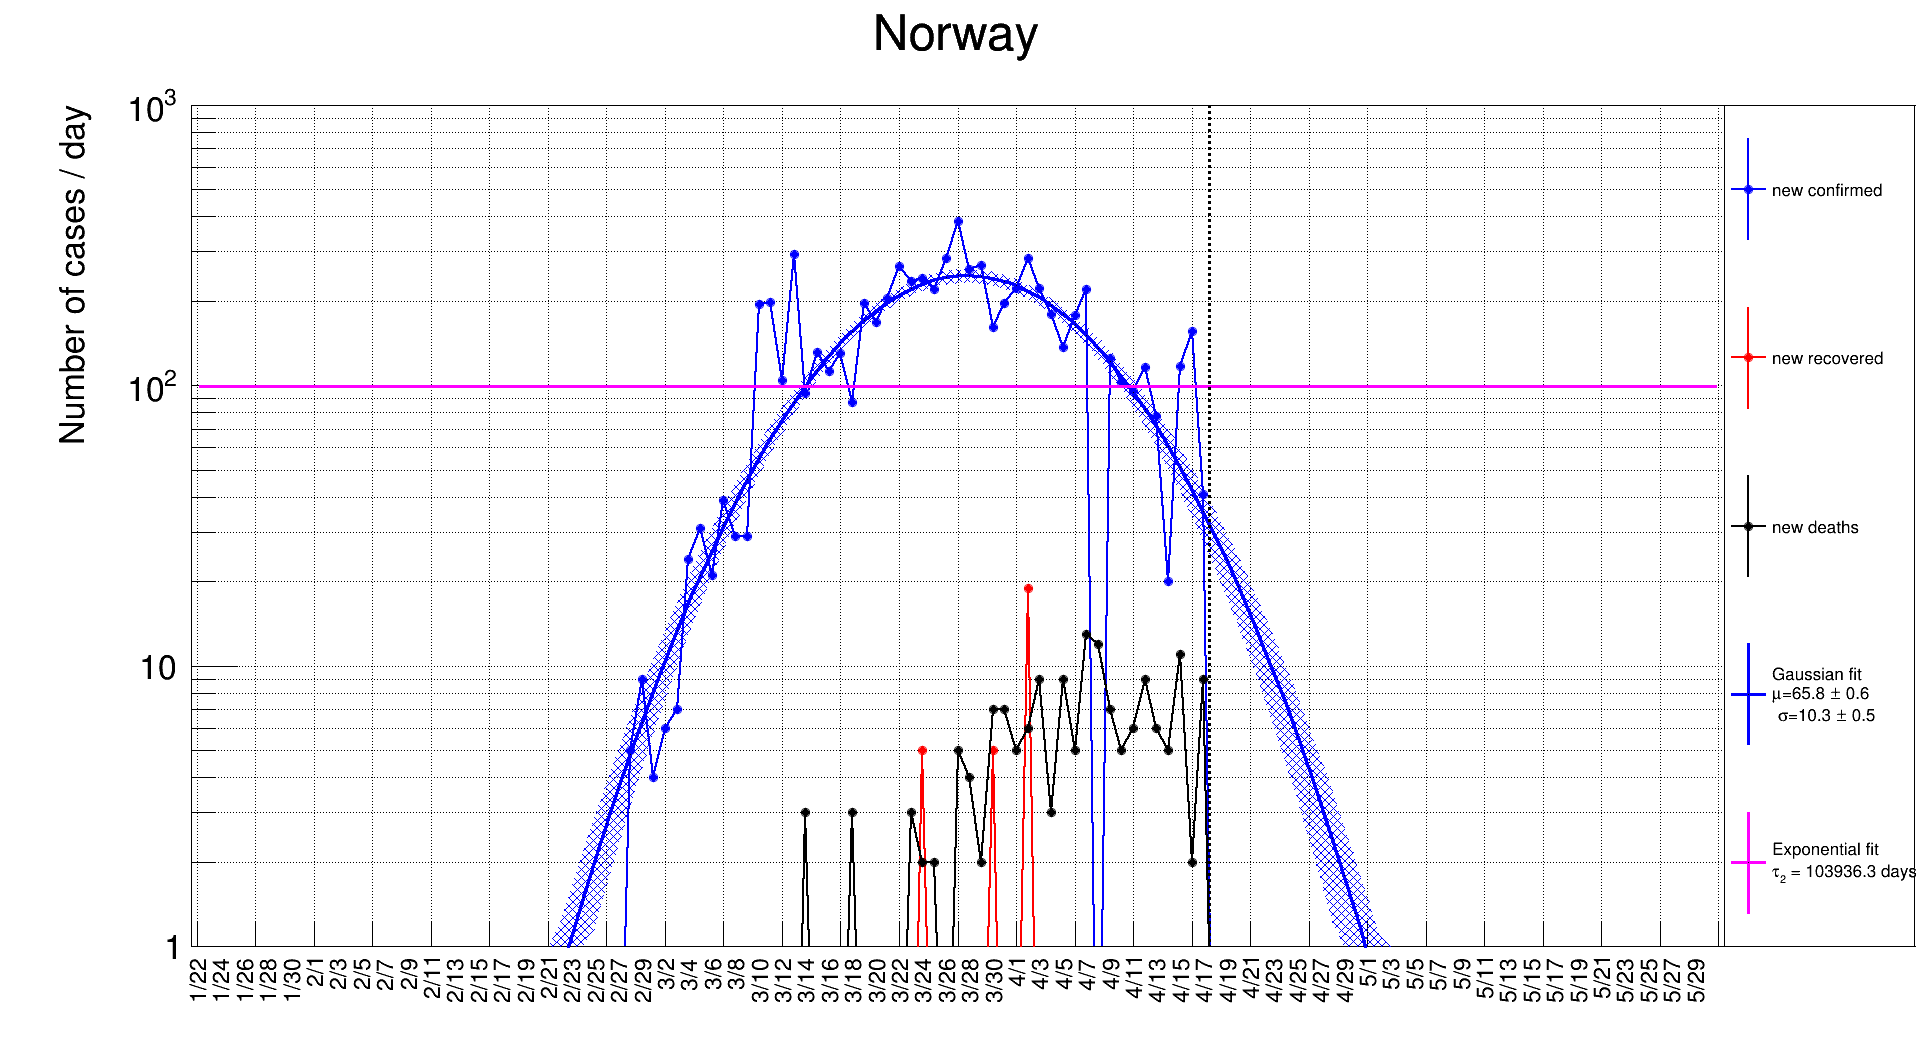 Norway
Number of cases / day
10³
10²
10
1
1/22 1/24 1/26 1/28 1/30 2/1 2/3 2/5 2/7 2/9 2/11 2/13 2/15 2/17 2/19 2/21 2/23 2/25 2/27 2/29 3/2 3/4 3/6 3/8 3/10 3/12 3/14 3/16 3/18 3/20 3/22 3/24 3/26 3/28 3/30 4/1 4/3 4/5 4/7 4/9 4/11 4/13 4/15 4/17 4/19 4/21 4/23 4/25 4/27 4/29 5/1 5/3 5/5 5/7 5/9 5/11 5/13 5/15 5/17 5/19 5/21 5/23 5/25 5/27 5/29
new confirmed
new recovered
new deaths
Gaussian fit
μ=65.8 ± 0.6
σ=10.3 ± 0.5
Exponential fit
τ₂ = 103936.3 days